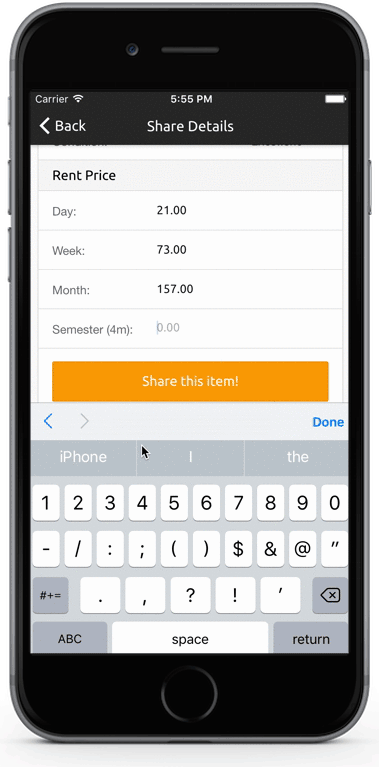 Carrier 5:55 PM
Back Share Details
Rent Price
Day: 21.00
Week: 73.00
Month: 157.00
Semester (4m): 0.00
Share this item!
Done
iPhone I the
1 2 3 4 5 6 7 8 9 0
- / : ; ( ) $ & @ "
#+= . , ? ! '
ABC space return